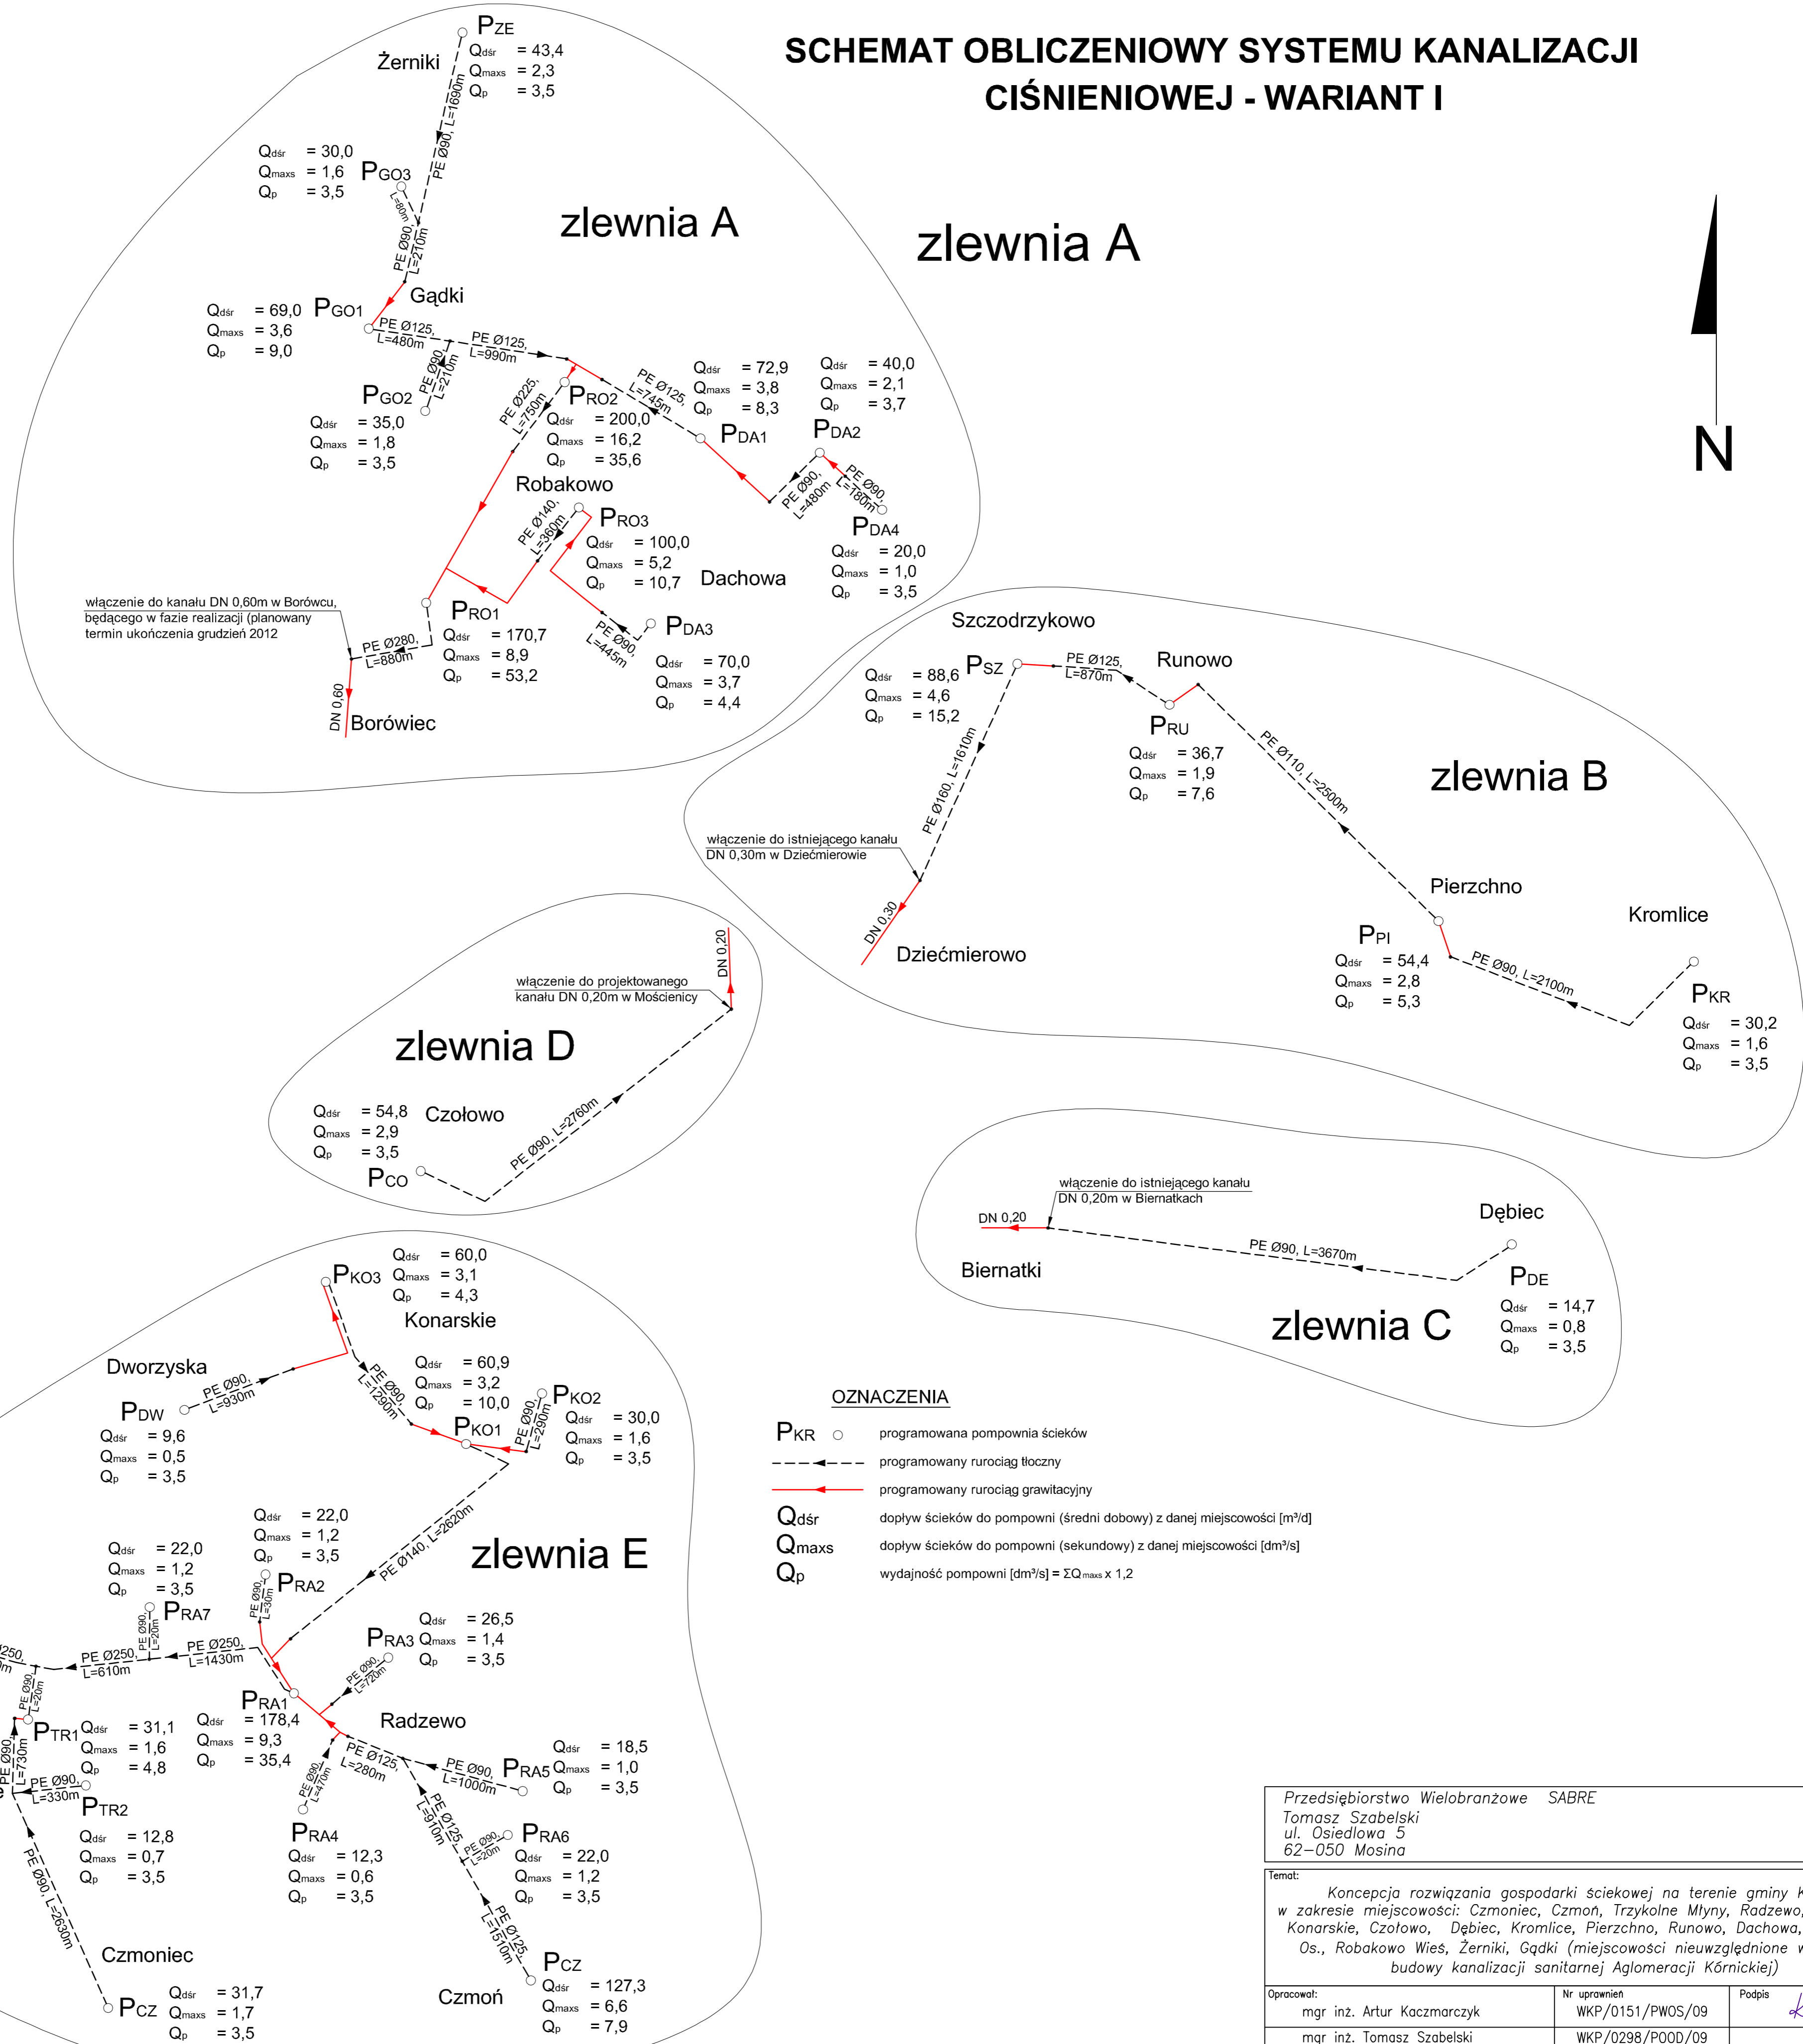 SCHEMAT OBLICZENIOWY SYSTEMU KANALIZACJI
CIŚNIENIOWEJ - WARIANT I
PZE
Żerniki
Qdśr = 43,4
Qmaxs = 2,3
Qp = 3,5
PE Ø90, L=1690m
Qdśr = 30,0
Qmaxs = 1,6
Qp = 3,5
PGO3
L=80m
PE Ø90,
L=210m
zlewnia A
zlewnia A
N
Gądki
PGO1
Qdśr = 69,0
Qmaxs = 3,6
Qp = 9,0
PE Ø125,
L=480m
PE Ø125,
L=990m
PE Ø90,
L=210m
PGO2
Qdśr = 35,0
Qmaxs = 1,8
Qp = 3,5
PE Ø225,
L=750m
PRO2
Qdśr = 200,0
Qmaxs = 16,2
Qp = 35,6
PE Ø125,
L=745m
Qdśr = 72,9
Qmaxs = 3,8
Qp = 8,3
PDA1
Qdśr = 40,0
Qmaxs = 2,1
Qp = 3,7
PDA2
PE Ø90,
L=480m
PE Ø90,
L=180m
PDA4
Qdśr = 20,0
Qmaxs = 1,0
Qp = 3,5
Robakowo
PE Ø140,
L=360m
PRO3
Qdśr = 100,0
Qmaxs = 5,2
Qp = 10,7
Dachowa
PE Ø90,
L=445m
PDA3
Qdśr = 70,0
Qmaxs = 3,7
Qp = 4,4
PRO1
Qdśr = 170,7
Qmaxs = 8,9
Qp = 53,2
włączenie do kanału DN 0,60m w Borówcu,
będącego w fazie realizacji (planowany
termin ukończenia grudzień 2012
PE Ø280,
L=880m
DN 0,60
Borówiec
Szczodrzykowo
PSZ
Qdśr = 88,6
Qmaxs = 4,6
Qp = 15,2
PE Ø125,
L=870m
Runowo
PRU
Qdśr = 36,7
Qmaxs = 1,9
Qp = 7,6
PE Ø160, L=1610m
PE Ø110, L=2500m
zlewnia B
włączenie do istniejącego kanału
DN 0,30m w Dziećmierowie
DN 0,30
Dziećmierowo
Pierzchno
PPI
Qdśr = 54,4
Qmaxs = 2,8
Qp = 5,3
PE Ø90, L=2100m
Kromlice
PKR
Qdśr = 30,2
Qmaxs = 1,6
Qp = 3,5
DN 0,20
włączenie do projektowanego
kanału DN 0,20m w Mościenicy
zlewnia D
Qdśr = 54,8
Qmaxs = 2,9
Qp = 3,5
Czołowo
PCO
PE Ø90, L=2760m
włączenie do istniejącego kanału
DN 0,20m w Biernatkach
DN 0,20
Biernatki
PE Ø90, L=3670m
Dębiec
PDE
Qdśr = 14,7
Qmaxs = 0,8
Qp = 3,5
zlewnia C
PKO3
Qdśr = 60,0
Qmaxs = 3,1
Qp = 4,3
Konarskie
Dworzyska
PE Ø90,
L=930m
PDW
Qdśr = 9,6
Qmaxs = 0,5
Qp = 3,5
PE Ø90,
L=1290m
Qdśr = 60,9
Qmaxs = 3,2
Qp = 10,0
PKO1
PE Ø90,
L=290m
PKO2
Qdśr = 30,0
Qmaxs = 1,6
Qp = 3,5
PE Ø140, L=2620m
zlewnia E
OZNACZENIA
PKR programowana pompownia ścieków
programowany rurociąg tłoczny
programowany rurociąg grawitacyjny
Qdśr dopływ ścieków do pompowni (średni dobowy) z danej miejscowości [m³/d]
Qmaxs dopływ ścieków do pompowni (sekundowy) z danej miejscowości [dm³/s]
Qp wydajność pompowni [dm³/s] = ΣQmaxs x 1,2
Qdśr = 22,0
Qmaxs = 1,2
Qp = 3,5
PRA2
PE Ø90,
L=30m
Qdśr = 22,0
Qmaxs = 1,2
Qp = 3,5
PRA7
PE Ø90,
L=20m
PE Ø250,
L=610m
PE Ø250,
L=1430m
Qdśr = 26,5
Qmaxs = 1,4
Qp = 3,5
PRA3
PE Ø90,
L=720m
PRA1
Qdśr = 178,4
Qmaxs = 9,3
Qp = 35,4
Radzewo
PE Ø90,
L=20m
PTR1
Qdśr = 31,1
Qmaxs = 1,6
Qp = 4,8
PE Ø90,
L=730m
PE Ø90,
L=330m
PTR2
Qdśr = 12,8
Qmaxs = 0,7
Qp = 3,5
PE Ø90,
L=470m
PRA4
Qdśr = 12,3
Qmaxs = 0,6
Qp = 3,5
PE Ø125,
L=280m
PE Ø90,
L=1000m
PRA5
Qdśr = 18,5
Qmaxs = 1,0
Qp = 3,5
PE Ø125,
L=910m
PE Ø90,
L=20m
PRA6
Qdśr = 22,0
Qmaxs = 1,2
Qp = 3,5
PE Ø125,
L=1510m
PCZ
Qdśr = 127,3
Qmaxs = 6,6
Qp = 7,9
Czmoń
PE Ø90, L=2630m
Czmoniec
PCZ
Qdśr = 31,7
Qmaxs = 1,7
Qp = 3,5
Przedsiębiorstwo Wielobranżowe SABRE
Tomasz Szabelski
ul. Osiedlowa 5
62-050 Mosina
Temat:
Koncepcja rozwiązania gospodarki ściekowej na terenie gminy K
w zakresie miejscowości: Czmoniec, Czmoń, Trzykolne Młyny, Radzewo,
Konarskie, Czołowo, Dębiec, Kromlice, Pierzchno, Runowo, Dachowa,
Os., Robakowo Wieś, Żerniki, Gądki (miejscowości nieuwzględnione w
budowy kanalizacji sanitarnej Aglomeracji Kórnickiej)
Opracował: Nr uprawnień Podpis
mgr inż. Artur Kaczmarczyk WKP/0151/PWOS/09
mgr inż. Tomasz Szabelski WKP/0298/POOD/09